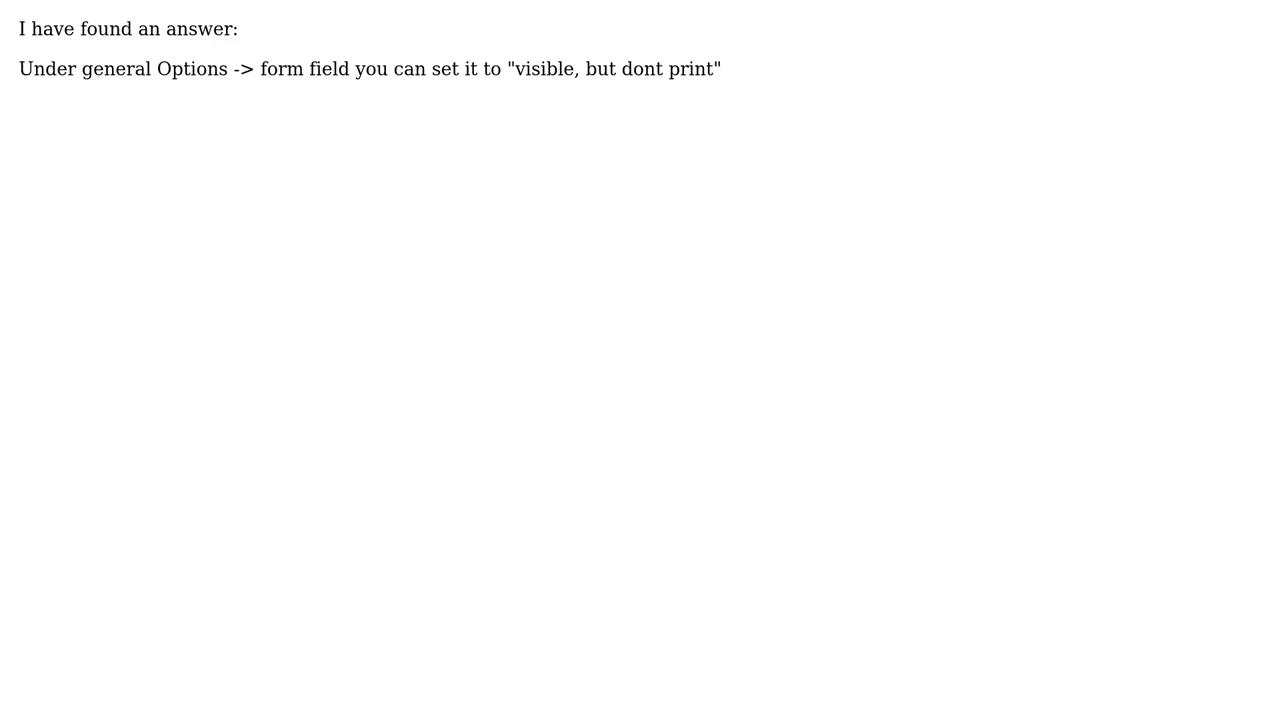 I have found an answer:
Under general Options -> form field you can set it to "visible, but dont print"